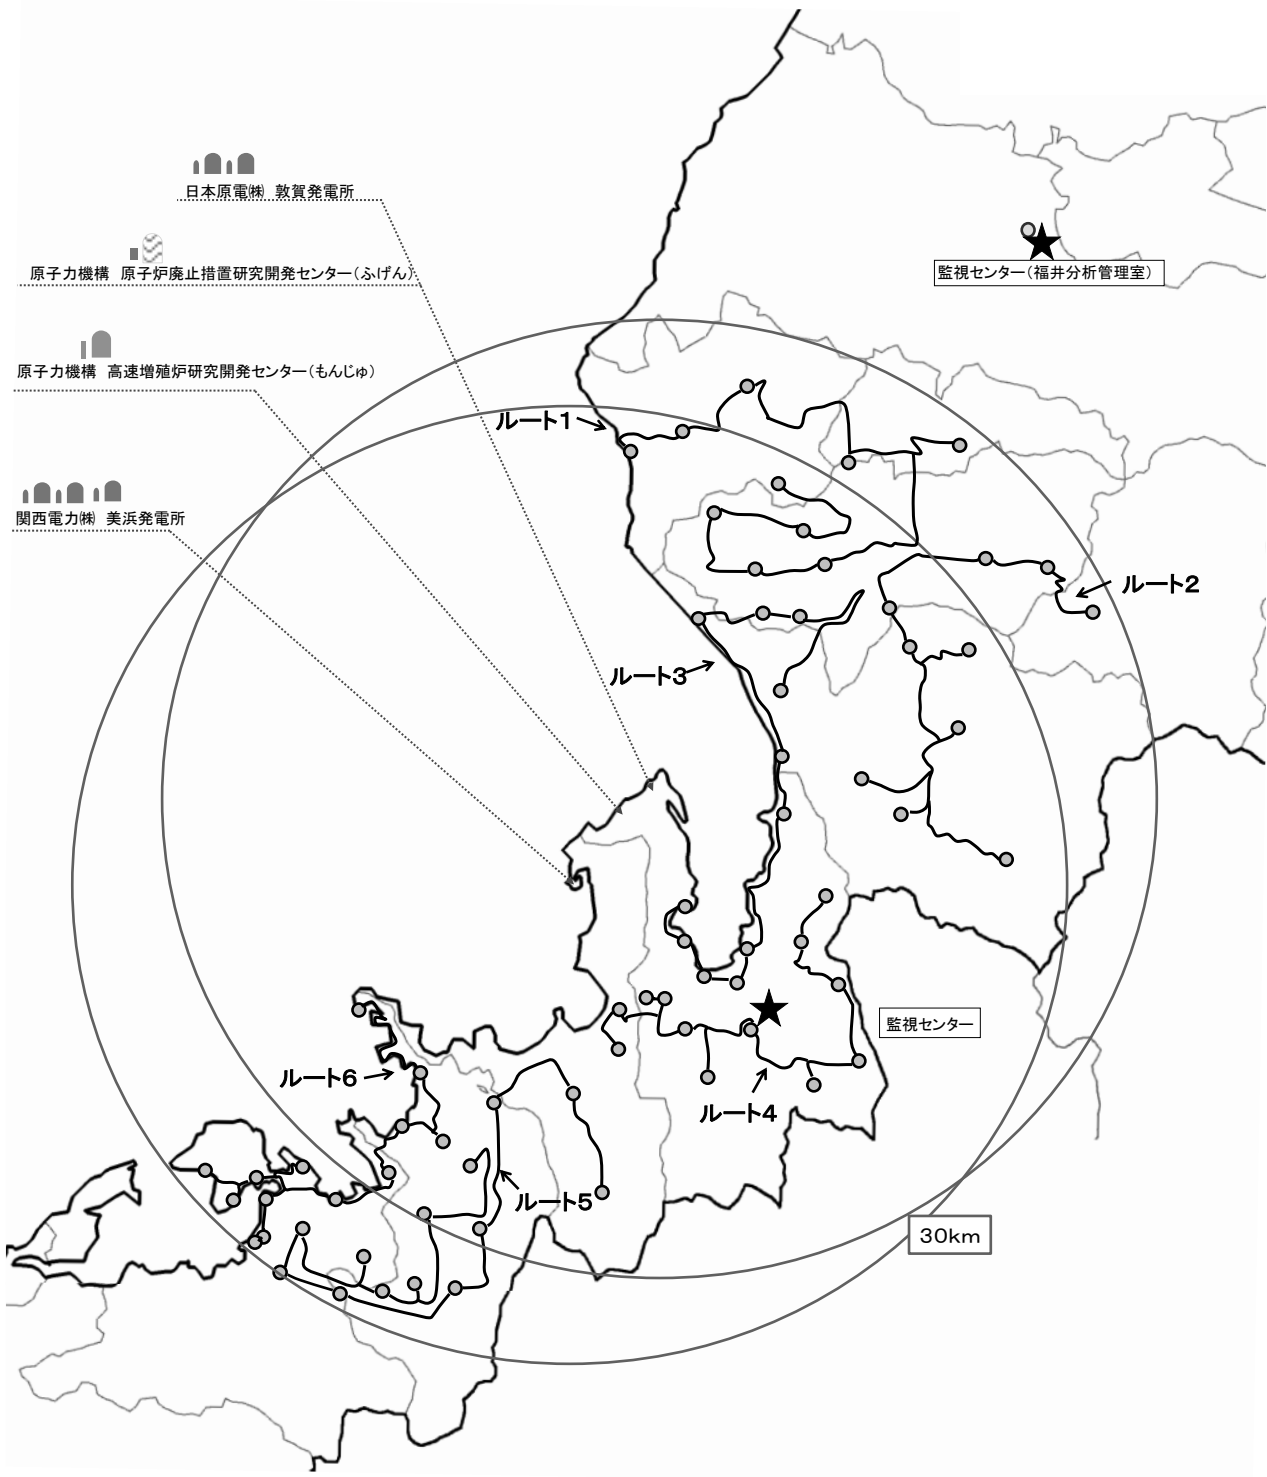 日本原電㈱ 敦賀発電所
原子力機構 原子炉廃止措置研究開発センター(ふげん)
監視センター(福井分析管理室)
原子力機構 高速増殖炉研究開発センター(もんじゅ)
ルート1
関西電力㈱ 美浜発電所
ルート2
ルート3
監視センター
ルート6
ルート4
ルート5
30km